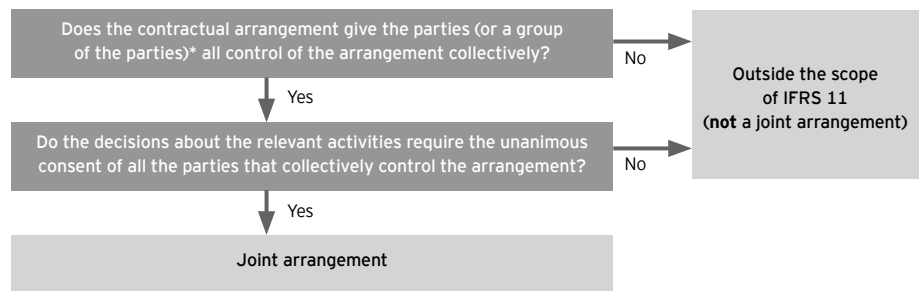 Does the contractual arrangement give the parties (or a group
of the parties)* all control of the arrangement collectively?
No
Outside the scope
of IFRS 11
(not a joint arrangement)
Yes
Do the decisions about the relevant activities require the unanimous
consent of all the parties that collectively control the arrangement?
No
Yes
Joint arrangement